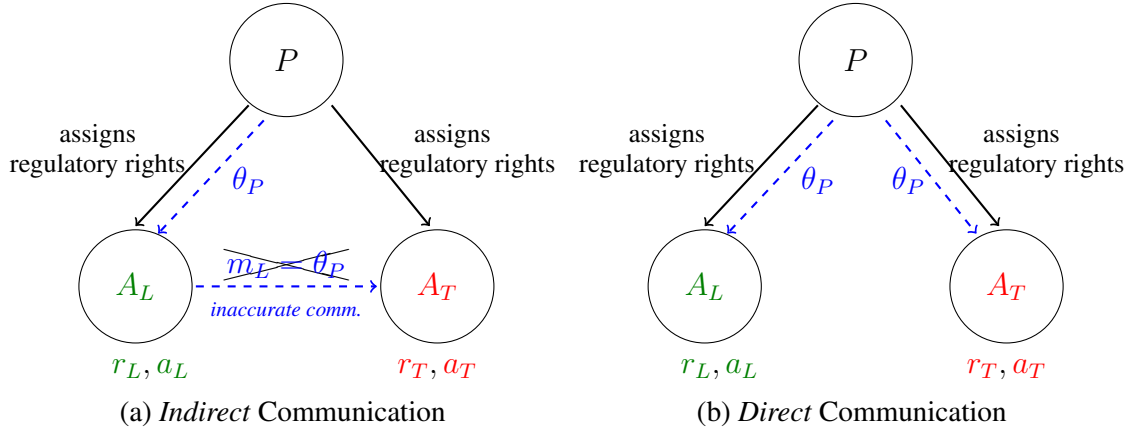 P
assigns
regulatory rights
assigns
regulatory rights
θ_P
m_L = θ_P
A_L
A_T
inaccurate comm.
r_L, a_L
r_T, a_T
(a) Indirect Communication
P
assigns
regulatory rights
assigns
regulatory rights
θ_P
θ_P
A_L
A_T
r_L, a_L
r_T, a_T
(b) Direct Communication